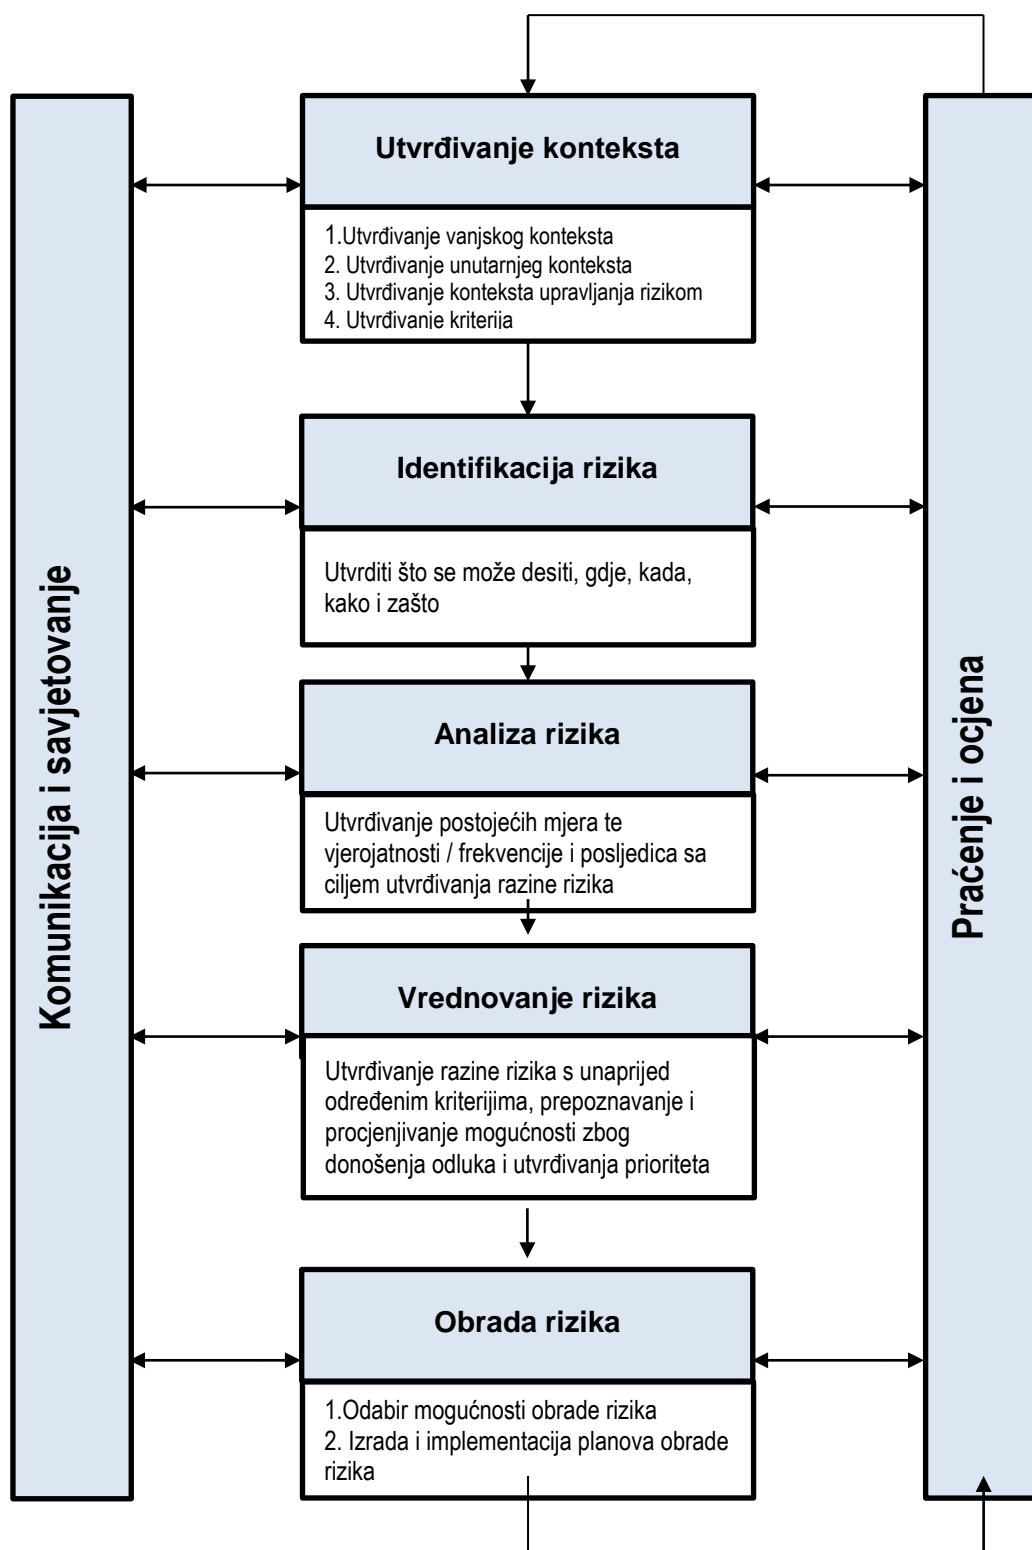 Utvrđivanje konteksta
1.Utvrđivanje vanjskog konteksta
2. Utvrđivanje unutarnjeg konteksta
3. Utvrđivanje konteksta upravljanja rizikom
4. Utvrđivanje kriterija
Identifikacija rizika
Utvrditi što se može desiti, gdje, kada,
kako i zašto
Analiza rizika
Utvrđivanje postojećih mjera te
vjerojatnosti / frekvencije i posljedica sa
ciljem utvrđivanja razine rizika
Vrednovanje rizika
Utvrđivanje razine rizika s unaprijed
određenim kriterijima, prepoznavanje i
procjenjivanje mogućnosti zbog
donošenja odluka i utvrđivanja prioriteta
Obrada rizika
1.Odabir mogućnosti obrade rizika
2. Izrada i implementacija planova obrade
rizika
Komunikacija i savjetovanje
Praćenje i ocjena